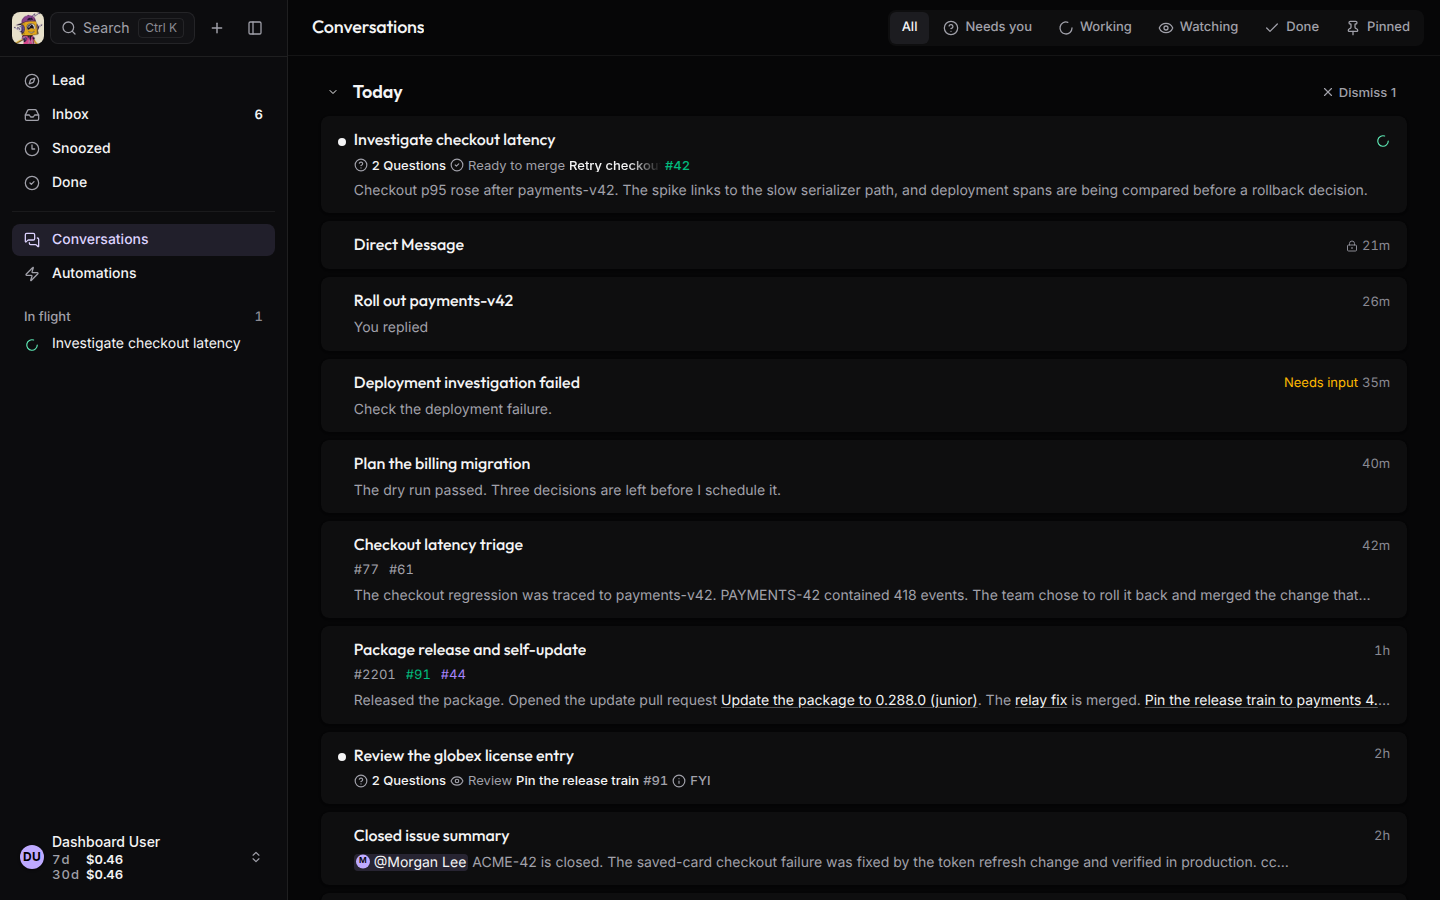 Search Ctrl K
Lead
Inbox 6
Snoozed
Done
Conversations
Automations
In flight 1
Investigate checkout latency
DU Dashboard User
7d $0.46
30d $0.46
Conversations
All Needs you Working Watching Done Pinned
Today Dismiss 1
Investigate checkout latency
2 Questions Ready to merge Retry checkou #42
Checkout p95 rose after payments-v42. The spike links to the slow serializer path, and deployment spans are being compared before a rollback decision.
Direct Message 21m
Roll out payments-v42 26m
You replied
Deployment investigation failed Needs input 35m
Check the deployment failure.
Plan the billing migration 40m
The dry run passed. Three decisions are left before I schedule it.
Checkout latency triage 42m
#77 #61
The checkout regression was traced to payments-v42. PAYMENTS-42 contained 418 events. The team chose to roll it back and merged the change that...
Package release and self-update 1h
#2201 #91 #44
Released the package. Opened the update pull request Update the package to 0.288.0 (junior). The relay fix is merged. Pin the release train to payments 4....
Review the globex license entry 2h
2 Questions Review Pin the release train #91 FYI
Closed issue summary 2h
M @Morgan Lee ACME-42 is closed. The saved-card checkout failure was fixed by the token refresh change and verified in production. cc...